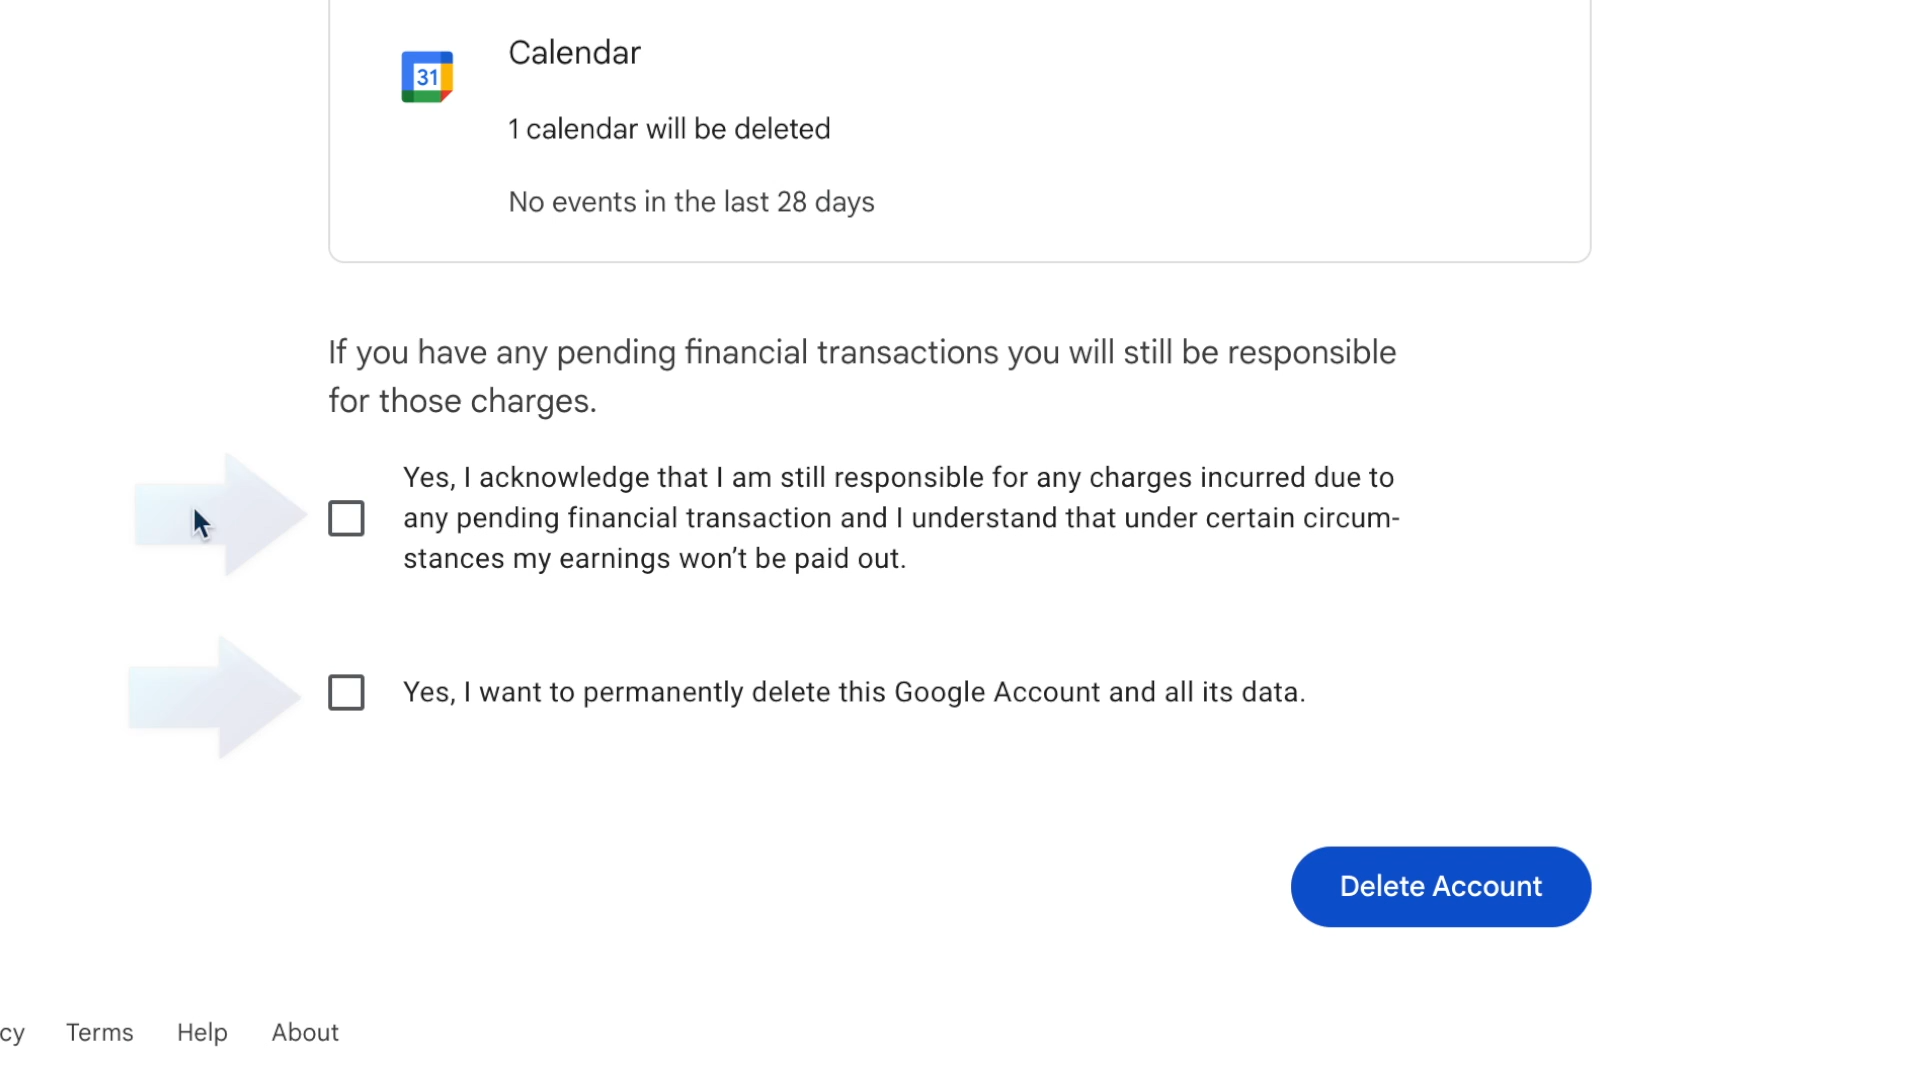 Calendar
31
1 calendar will be deleted
No events in the last 28 days
If you have any pending financial transactions you will still be responsible
for those charges.
Yes, I acknowledge that I am still responsible for any charges incurred due to
any pending financial transaction and I understand that under certain circum-
stances my earnings won’t be paid out.
Yes, I want to permanently delete this Google Account and all its data.
Delete Account
cy Terms Help About